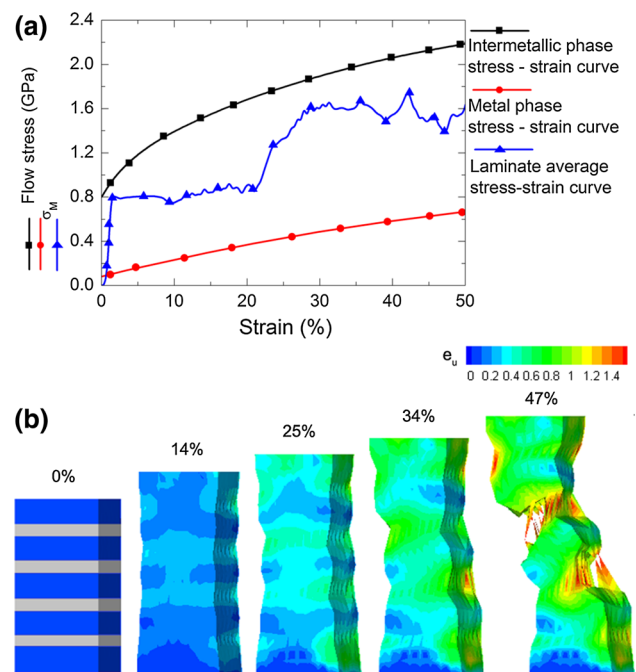 (a)
Flow stress (GPa)
σM
2.4
2.0
1.6
1.2
0.8
0.4
0.0
0
10
20
30
40
50
Strain (%)
Intermetallic phase
stress - strain curve
Metal phase
stress - strain curve
Laminate average
stress-strain curve
eu
0 0.2 0.4 0.6 0.8 1 1.2 1.4
(b)
0%
14%
25%
34%
47%